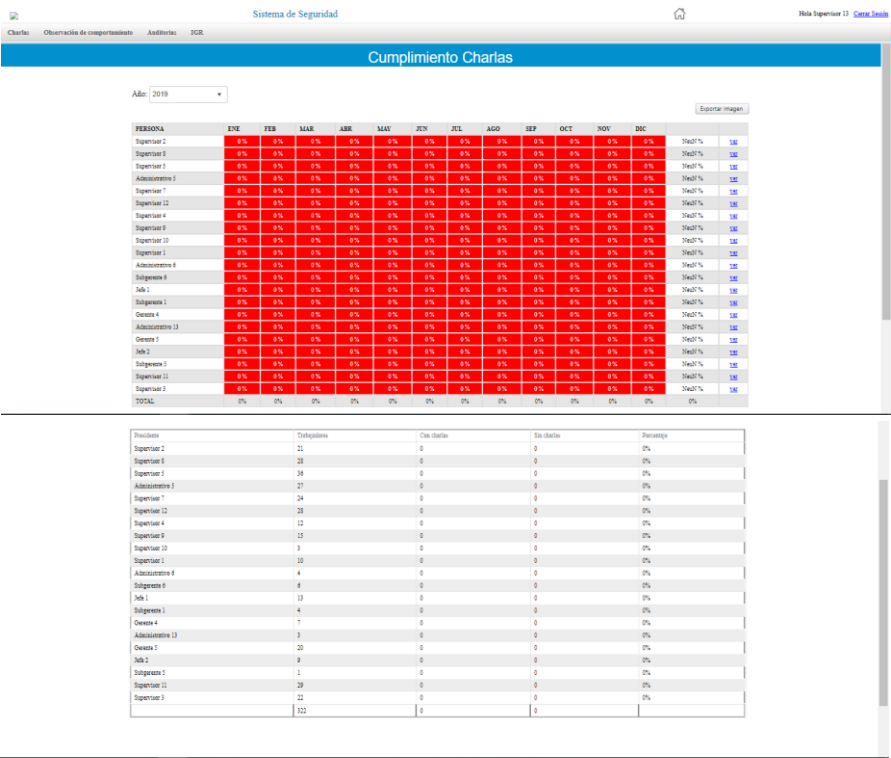 Sistema de Seguridad
Hola Supervisor 13 Cerrar Sesión
Charlas Observación de comportamiento Auditorias IGR
Cumplimiento Charlas
Año: 2019
Exportar imagen
PERSONA ENE FEB MAR ABR MAY JUN JUL AGO SEP OCT NOV DIC
Supervisor 2 0% 0% 0% 0% 0% 0% 0% 0% 0% 0% 0% 0% NeuN% ver
Supervisor 8 0% 0% 0% 0% 0% 0% 0% 0% 0% 0% 0% 0% NeuN% ver
Supervisor 5 0% 0% 0% 0% 0% 0% 0% 0% 0% 0% 0% 0% NeuN% ver
Administrativo 5 0% 0% 0% 0% 0% 0% 0% 0% 0% 0% 0% 0% NeuN% ver
Supervisor 7 0% 0% 0% 0% 0% 0% 0% 0% 0% 0% 0% 0% NeuN% ver
Supervisor 12 0% 0% 0% 0% 0% 0% 0% 0% 0% 0% 0% 0% NeuN% ver
Supervisor 4 0% 0% 0% 0% 0% 0% 0% 0% 0% 0% 0% 0% NeuN% ver
Supervisor 9 0% 0% 0% 0% 0% 0% 0% 0% 0% 0% 0% 0% NeuN% ver
Supervisor 10 0% 0% 0% 0% 0% 0% 0% 0% 0% 0% 0% 0% NeuN% ver
Supervisor 1 0% 0% 0% 0% 0% 0% 0% 0% 0% 0% 0% 0% NeuN% ver
Administrativo 6 0% 0% 0% 0% 0% 0% 0% 0% 0% 0% 0% 0% NeuN% ver
Subgerente 6 0% 0% 0% 0% 0% 0% 0% 0% 0% 0% 0% 0% NeuN% ver
Jefe 1 0% 0% 0% 0% 0% 0% 0% 0% 0% 0% 0% 0% NeuN% ver
Subgerente 1 0% 0% 0% 0% 0% 0% 0% 0% 0% 0% 0% 0% NeuN% ver
Gerente 4 0% 0% 0% 0% 0% 0% 0% 0% 0% 0% 0% 0% NeuN% ver
Administrativo 13 0% 0% 0% 0% 0% 0% 0% 0% 0% 0% 0% 0% NeuN% ver
Gerente 5 0% 0% 0% 0% 0% 0% 0% 0% 0% 0% 0% 0% NeuN% ver
Jefe 2 0% 0% 0% 0% 0% 0% 0% 0% 0% 0% 0% 0% NeuN% ver
Subgerente 5 0% 0% 0% 0% 0% 0% 0% 0% 0% 0% 0% 0% NeuN% ver
Supervisor 11 0% 0% 0% 0% 0% 0% 0% 0% 0% 0% 0% 0% NeuN% ver
Supervisor 3 0% 0% 0% 0% 0% 0% 0% 0% 0% 0% 0% 0% NeuN% ver
TOTAL 0% 0% 0% 0% 0% 0% 0% 0% 0% 0% 0% 0% 0%
Presidente Trabajadores Con charlas Sin charlas Porcentaje
Supervisor 2 21 0 0 0%
Supervisor 8 28 0 0 0%
Supervisor 5 36 0 0 0%
Administrativo 5 27 0 0 0%
Supervisor 7 24 0 0 0%
Supervisor 12 28 0 0 0%
Supervisor 4 12 0 0 0%
Supervisor 9 15 0 0 0%
Supervisor 10 3 0 0 0%
Supervisor 1 10 0 0 0%
Administrativo 6 4 0 0 0%
Subgerente 6 6 0 0 0%
Jefe 1 13 0 0 0%
Subgerente 1 4 0 0 0%
Gerente 4 7 0 0 0%
Administrativo 13 3 0 0 0%
Gerente 5 20 0 0 0%
Jefe 2 9 0 0 0%
Subgerente 5 1 0 0 0%
Supervisor 11 29 0 0 0%
Supervisor 3 22 0 0 0%
322 0 0